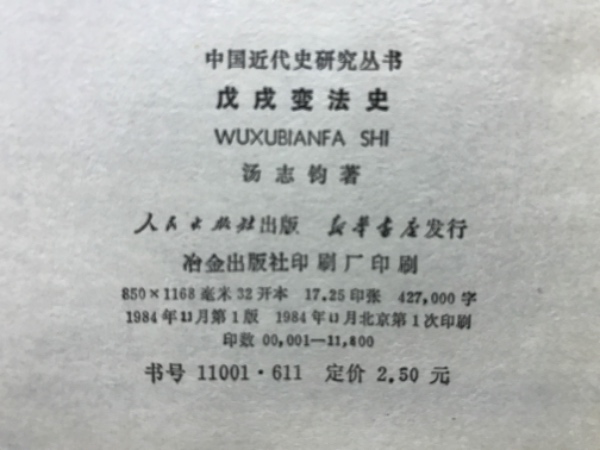 中国近代史研究丛书
戊戌变法史
WUXUBIANFA SHI
汤志钧著
人民出版社出版 新华书店发行
冶金出版社印刷厂印刷
850×1168毫米32开本 17.25印张 427,000字
1984年11月第1版 1984年11月北京第1次印刷
印数 00,001—11,800
书号 11001·611 定价 2.50 元